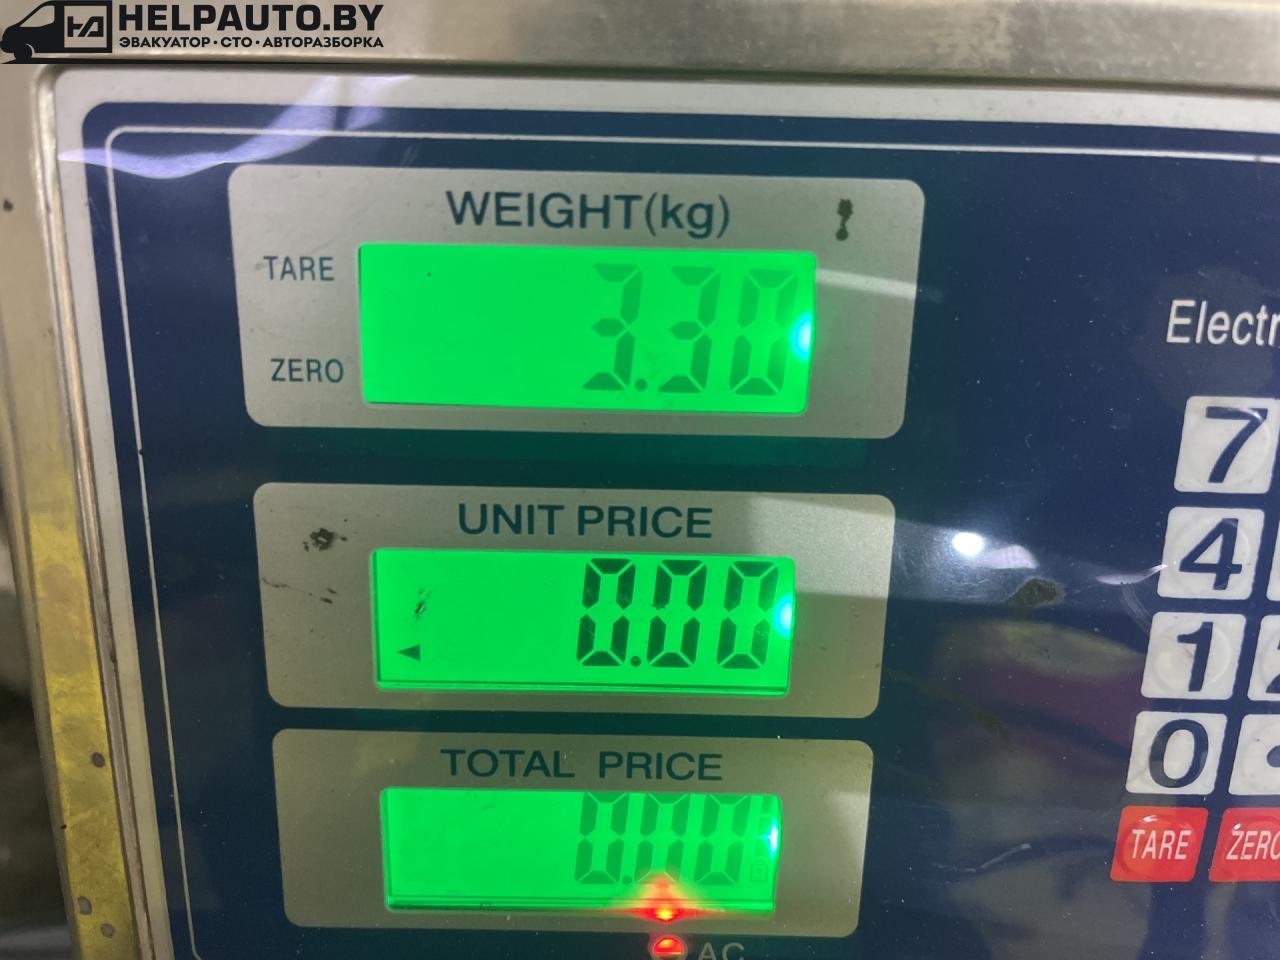 HELPAUTO.BY
ЭВАКУАТОР · СТО · АВТОРАЗБОРКА
WEIGHT(kg)
TARE
3.30
ZERO
Electr
7
UNIT PRICE
4
0.00
1
0
TOTAL PRICE
0.00
TARE
ZERO
AC